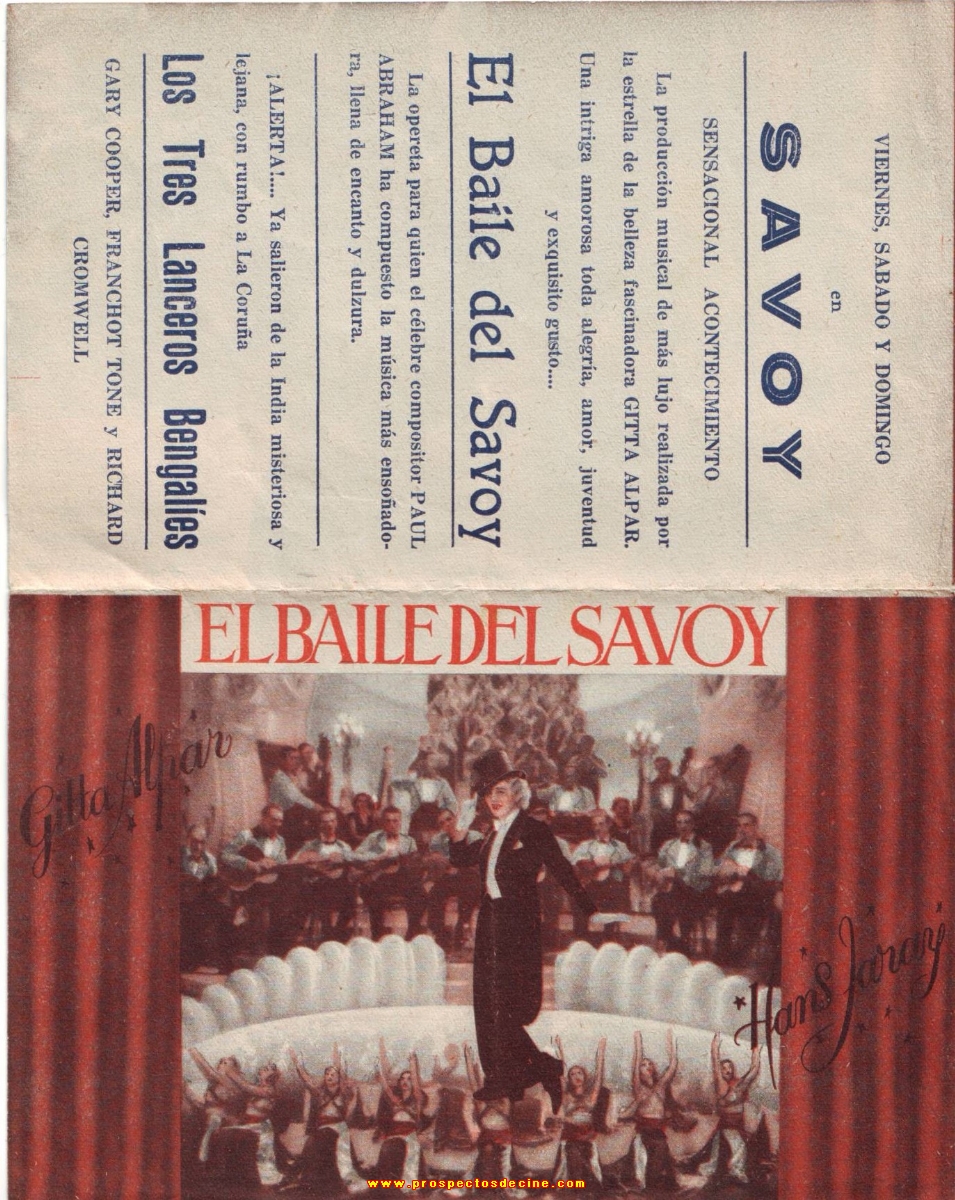 VIERNES, SABADO Y DOMINGO
en
SAVOY
SENSACIONAL ACONTECIMIENTO
La producción musical de más lujo realizada por
la estrella de la belleza fascinadora GITTA ALPAR.
Una intriga amorosa toda alegría, amor, juventud
y exquisito gusto....
El Baile del Savoy
La opereta para quien el célebre compositor PAUL
ABRAHAM ha compuesto la música más ensoñado-
ra, llena de encanto y dulzura.
¡ALERTA!.... Ya salieron de la India misteriosa y
lejana, con rumbo a La Coruña
Los Tres Lanceros Bengalíes
GARY COOPER, FRANCHOT TONE y RICHARD
CROMWELL
EL BAILE DEL SAVOY
Gitta Alpar
Hans Jaray
www.prospectosdecine.com